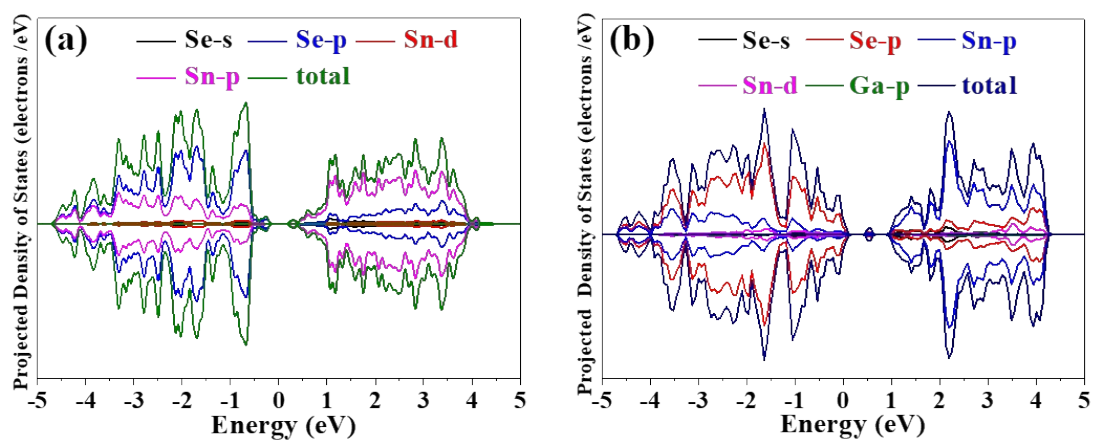 (a)
Se-s Se-p Sn-d
Sn-p total
Projected Density of States (electrons /eV)
-5 -4 -3 -2 -1 0 1 2 3 4 5
Energy (eV)
(b)
Se-s Se-p Sn-p
Sn-d Ga-p total
Projected Density of States (electrons /eV)
-5 -4 -3 -2 -1 0 1 2 3 4 5
Energy (eV)